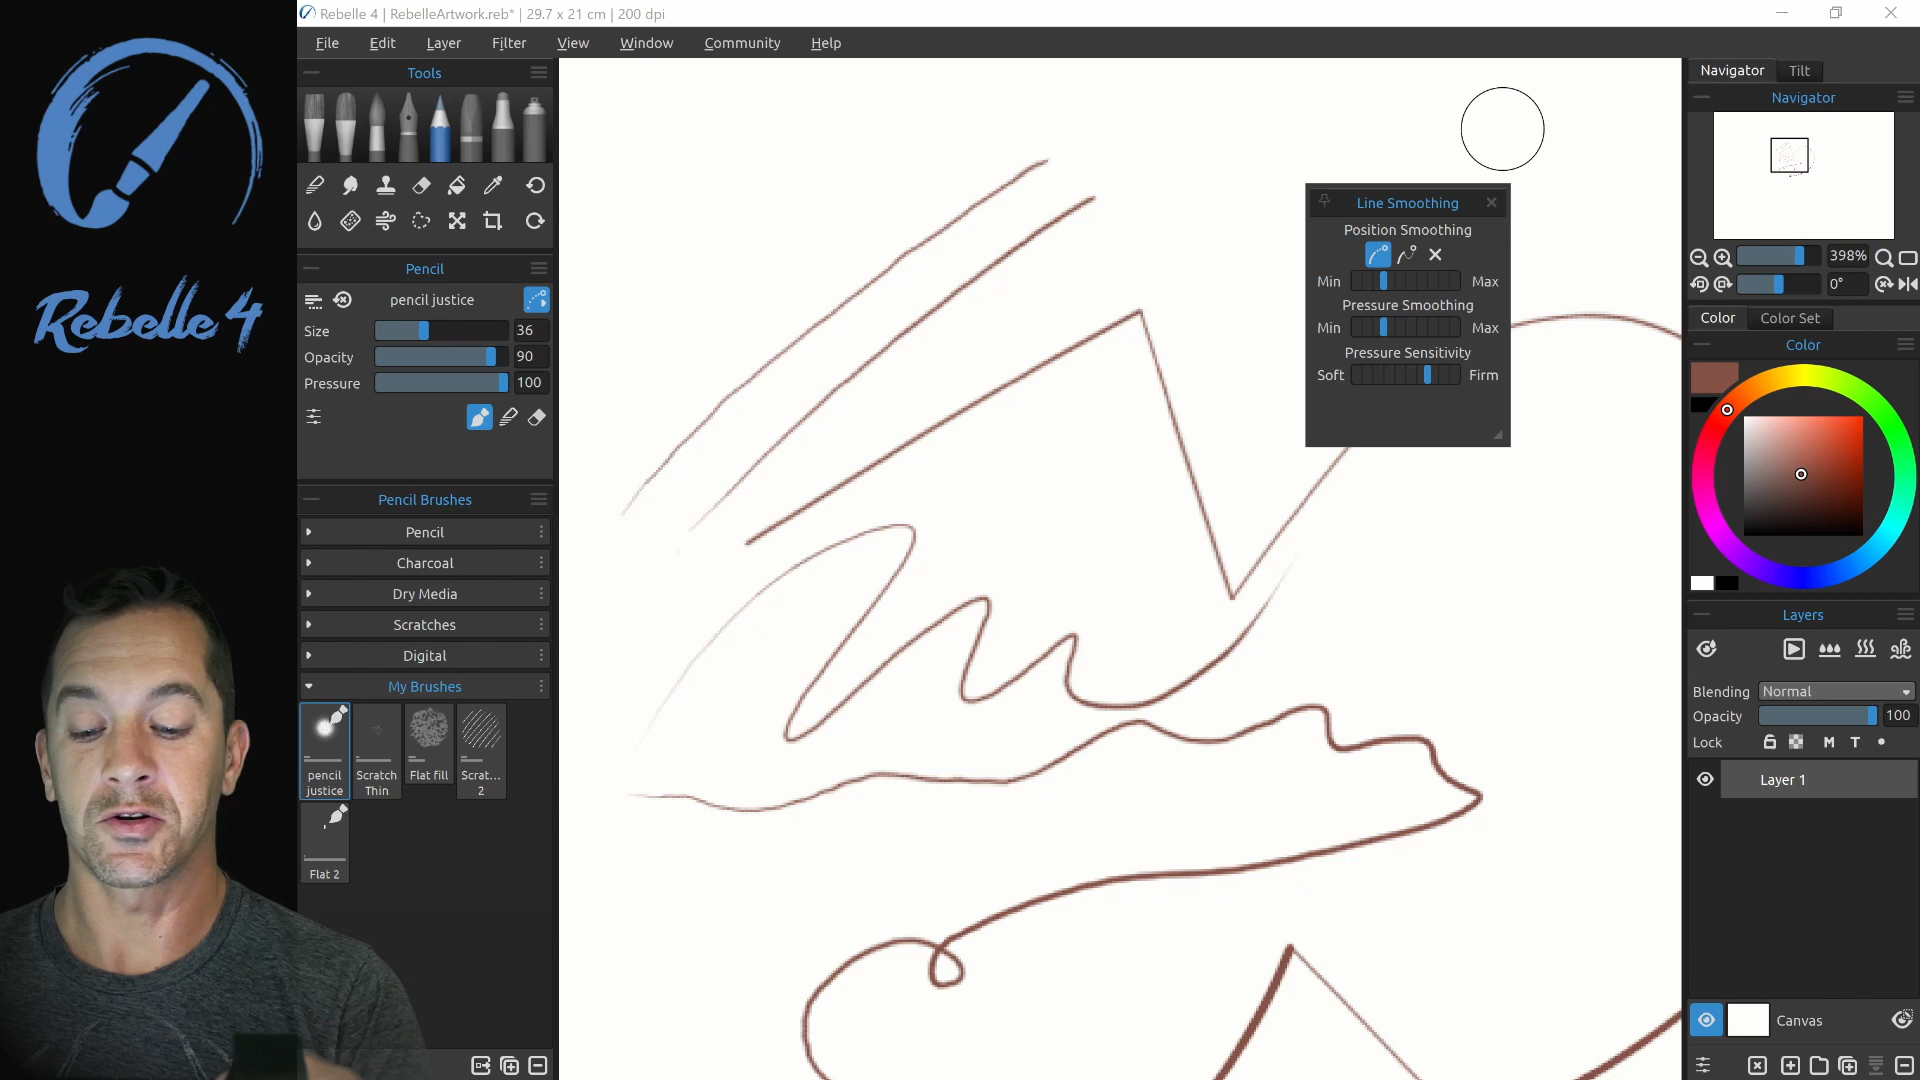 Rebelle 4 | RebelleArtwork.reb* | 29.7 x 21 cm | 200 dpi
File Edit Layer Filter View Window Community Help
Rebelle 4
Tools
Pencil
pencil justice
Size 36
Opacity 90
Pressure 100
Pencil Brushes
Pencil
Charcoal
Dry Media
Scratches
Digital
My Brushes
pencil justice
Scratch Thin
Flat fill
Scrat... 2
Flat 2
Line Smoothing
Position Smoothing
Min Max
Pressure Smoothing
Min Max
Pressure Sensitivity
Soft Firm
Navigator Tilt
Navigator
398%
0°
Color Color Set
Color
Layers
Blending Normal
Opacity 100
Lock M T
Layer 1
Canvas